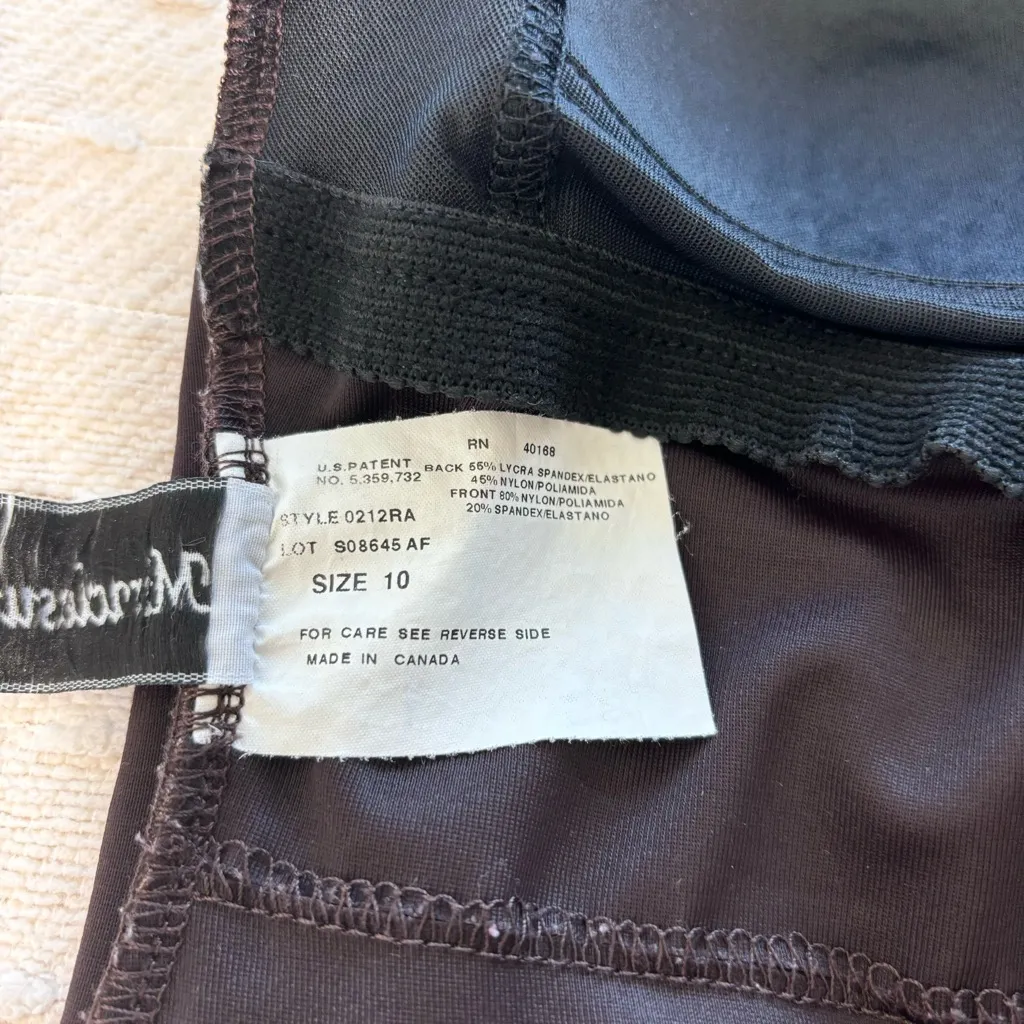 RN 40168
U.S.PATENT
NO. 5,359,732
BACK 55% LYCRA SPANDEX/ELASTANO
45% NYLON/POLIAMIDA
FRONT 80% NYLON/POLIAMIDA
20% SPANDEX/ELASTANO
STYLE 0212RA
LOT S08645 AF
SIZE 10
FOR CARE SEE REVERSE SIDE
MADE IN CANADA